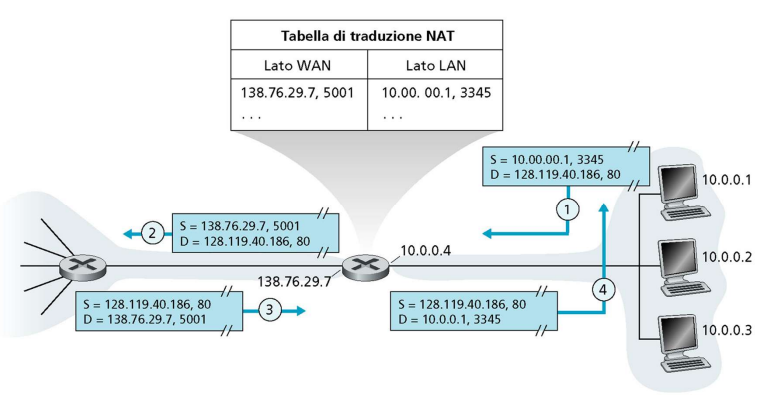 Tabella di traduzione NAT
Lato WAN
Lato LAN
138.76.29.7, 5001
10.00. 00.1, 3345
. . .
. . .
S = 10.00.00.1, 3345
D = 128.119.40.186, 80
10.0.0.1
1
S = 138.76.29.7, 5001
D = 128.119.40.186, 80
2
10.0.0.4
10.0.0.2
138.76.29.7
S = 128.119.40.186, 80
D = 138.76.29.7, 5001
3
S = 128.119.40.186, 80
D = 10.0.0.1, 3345
4
10.0.0.3